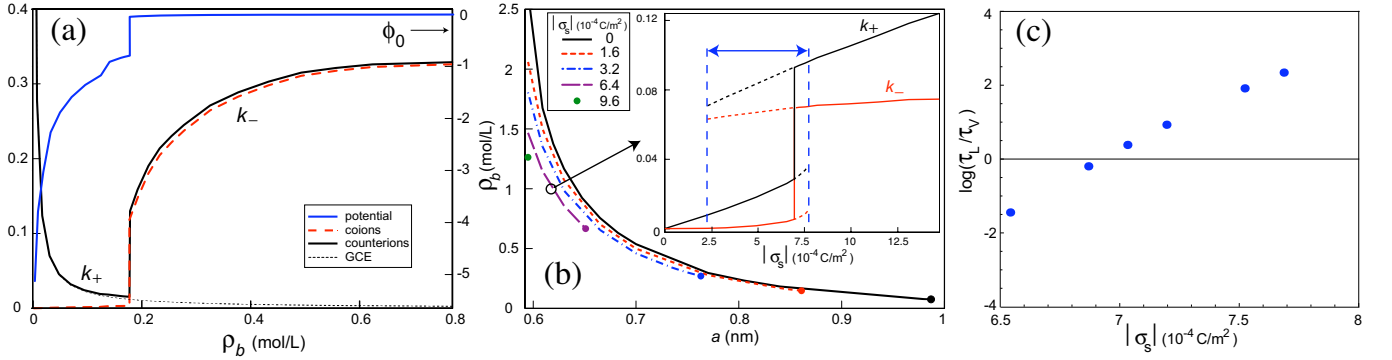 (a)
0.4
0.3
0.2
0.1
0
0
0.2
0.4
0.6
0.8
ρb (mol/L)
0
-1
-2
-3
-4
-5
ϕ0
k−
k+
potential
coions
counterions
GCE
(b)
2.5
2
1.5
1
0.5
0
ρb (mol/L)
0.6
0.7
0.8
0.9
1
a (nm)
|σs| (10-4 C/m2)
0
1.6
3.2
6.4
9.6
0.12
0.08
0.04
0
0
2.5
5
7.5
10
12.5
|σs| (10-4 C/m2)
k+
k−
(c)
4
2
0
-2
-4
log(τL/τV)
6.5
7
7.5
8
|σs| (10-4 C/m2)